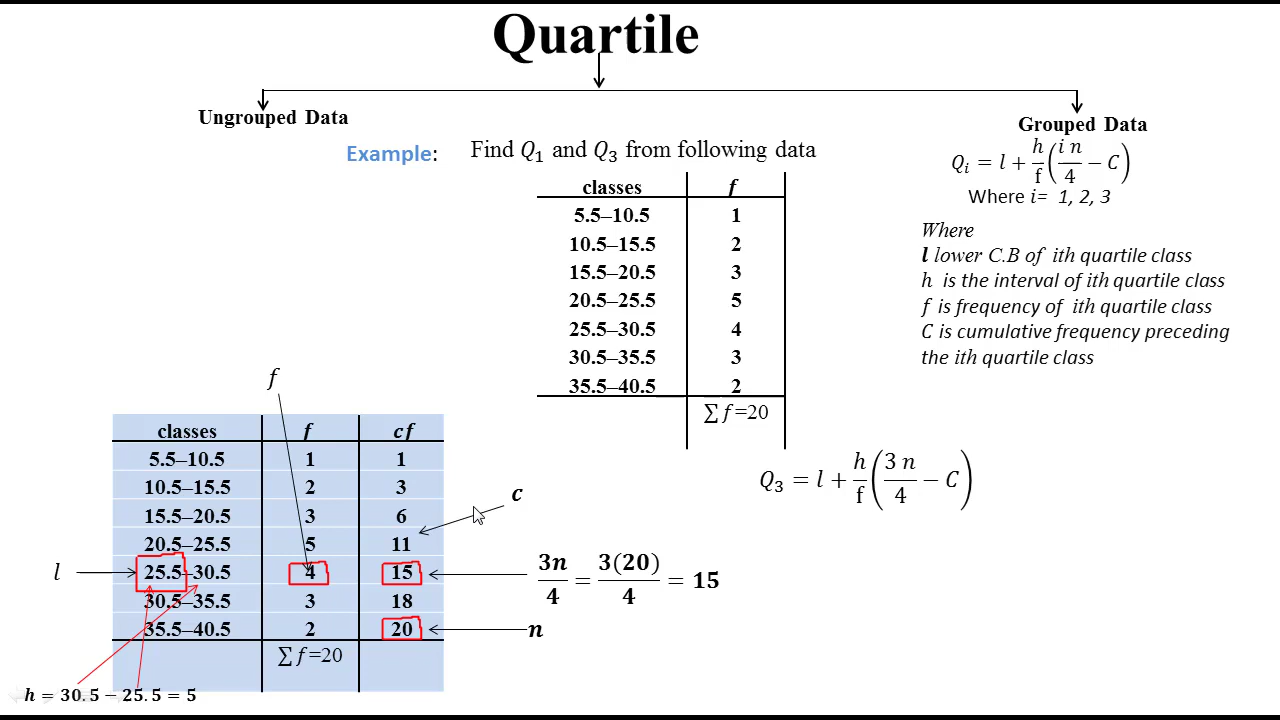 Quartile
Ungrouped Data
Grouped Data
Example: Find Q₁ and Q₃ from following data
classes f
5.5–10.5 1
10.5–15.5 2
15.5–20.5 3
20.5–25.5 5
25.5–30.5 4
30.5–35.5 3
35.5–40.5 2
∑ f =20
Qᵢ = l + h/f (i n/4 − C)
Where i= 1, 2, 3
Where
l lower C.B of ith quartile class
h is the interval of ith quartile class
f is frequency of ith quartile class
C is cumulative frequency preceding
the ith quartile class
f
classes f cf
5.5–10.5 1 1
10.5–15.5 2 3
15.5–20.5 3 6
20.5–25.5 5 11
25.5–30.5 4 15
30.5–35.5 3 18
35.5–40.5 2 20
∑ f =20
l
c
n
h = 30.5 − 25.5 = 5
Q₃ = l + h/f (3 n/4 − C)
3n/4 = 3(20)/4 = 15